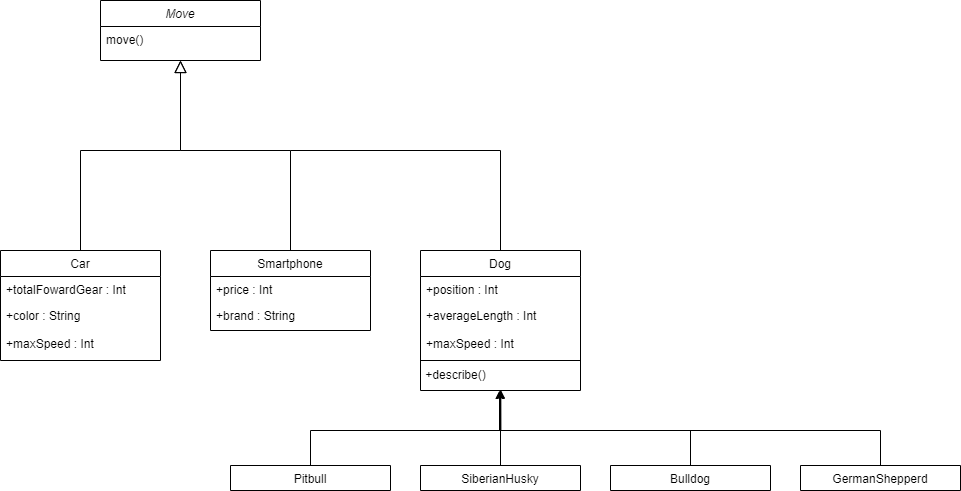 Move
move()
Car
+totalFowardGear : Int
+color : String
+maxSpeed : Int
Smartphone
+price : Int
+brand : String
Dog
+position : Int
+averageLength : Int
+maxSpeed : Int
+describe()
Pitbull
SiberianHusky
Bulldog
GermanShepperd